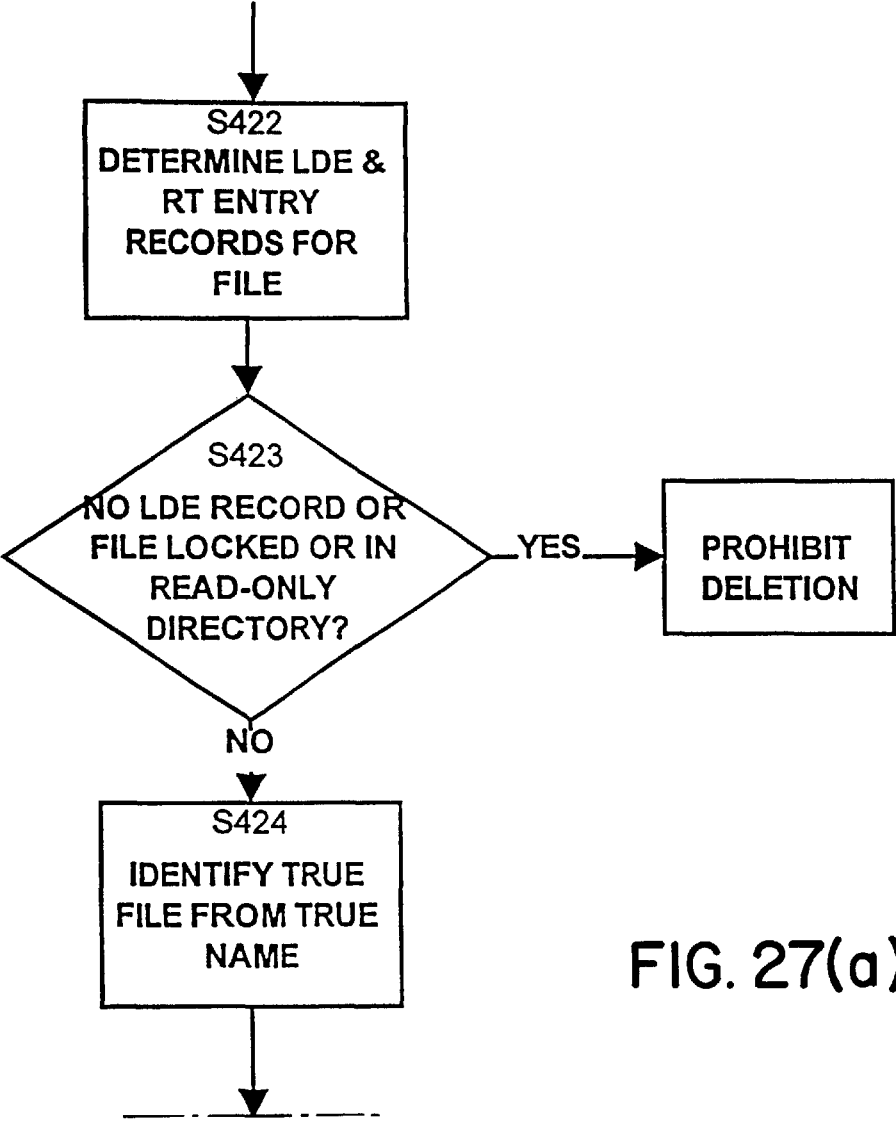 S422
DETERMINE LDE &
RT ENTRY
RECORDS FOR
FILE
S423
NO LDE RECORD OR
FILE LOCKED OR IN
READ-ONLY
DIRECTORY?
YES
PROHIBIT
DELETION
NO
S424
IDENTIFY TRUE
FILE FROM TRUE
NAME
FIG. 27(a)